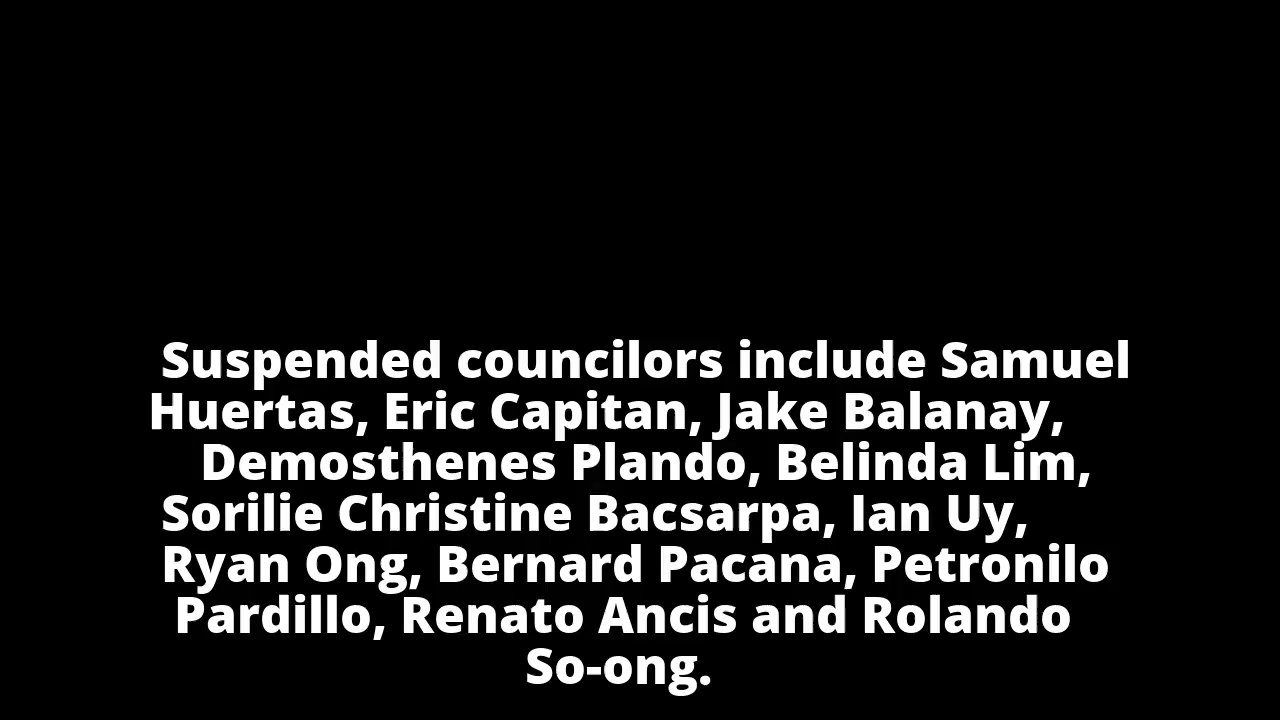 Suspended councilors include Samuel
Huertas, Eric Capitan, Jake Balanay,
Demosthenes Plando, Belinda Lim,
Sorilie Christine Bacsarpa, Ian Uy,
Ryan Ong, Bernard Pacana, Petronilo
Pardillo, Renato Ancis and Rolando
So-ong.